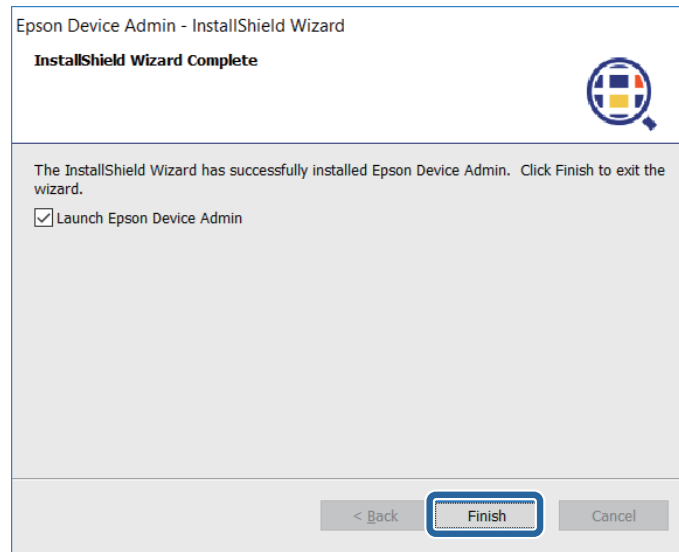 Epson Device Admin - InstallShield Wizard
InstallShield Wizard Complete
The InstallShield Wizard has successfully installed Epson Device Admin.  Click Finish to exit the
wizard.
Launch Epson Device Admin
< Back
Finish
Cancel